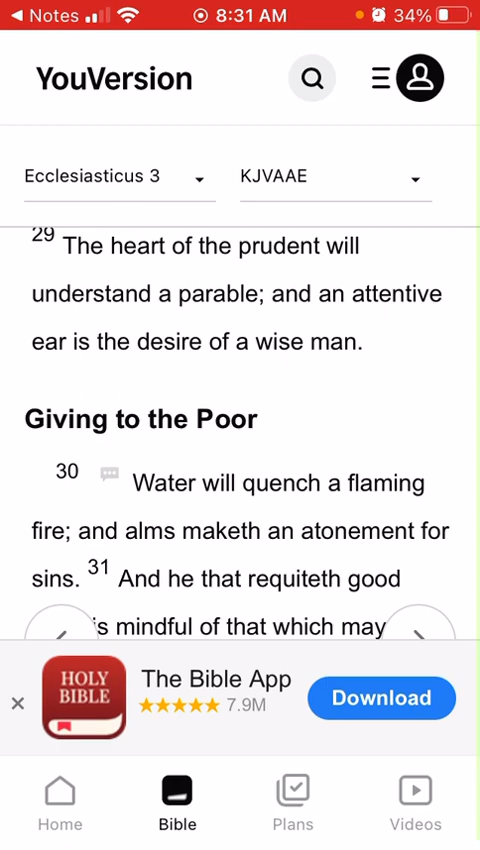 Notes 8:31 AM 34%
YouVersion
Ecclesiasticus 3 KJVAAE
29 The heart of the prudent will
understand a parable; and an attentive
ear is the desire of a wise man.
Giving to the Poor
30 Water will quench a flaming
fire; and alms maketh an atonement for
sins. 31 And he that requiteth good
is mindful of that which may
HOLY
BIBLE
The Bible App
7.9M
Download
Home Bible Plans Videos